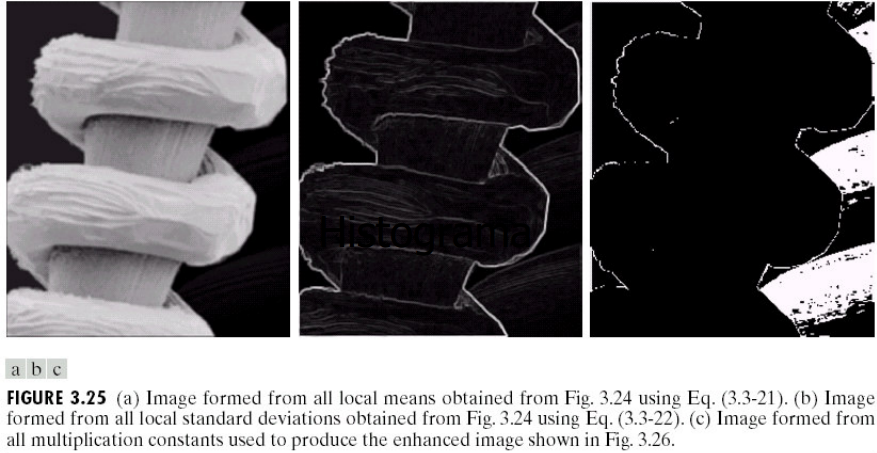 Histograma
a b c
FIGURE 3.25 (a) Image formed from all local means obtained from Fig. 3.24 using Eq. (3.3-21). (b) Image
formed from all local standard deviations obtained from Fig. 3.24 using Eq. (3.3-22). (c) Image formed from
all multiplication constants used to produce the enhanced image shown in Fig. 3.26.